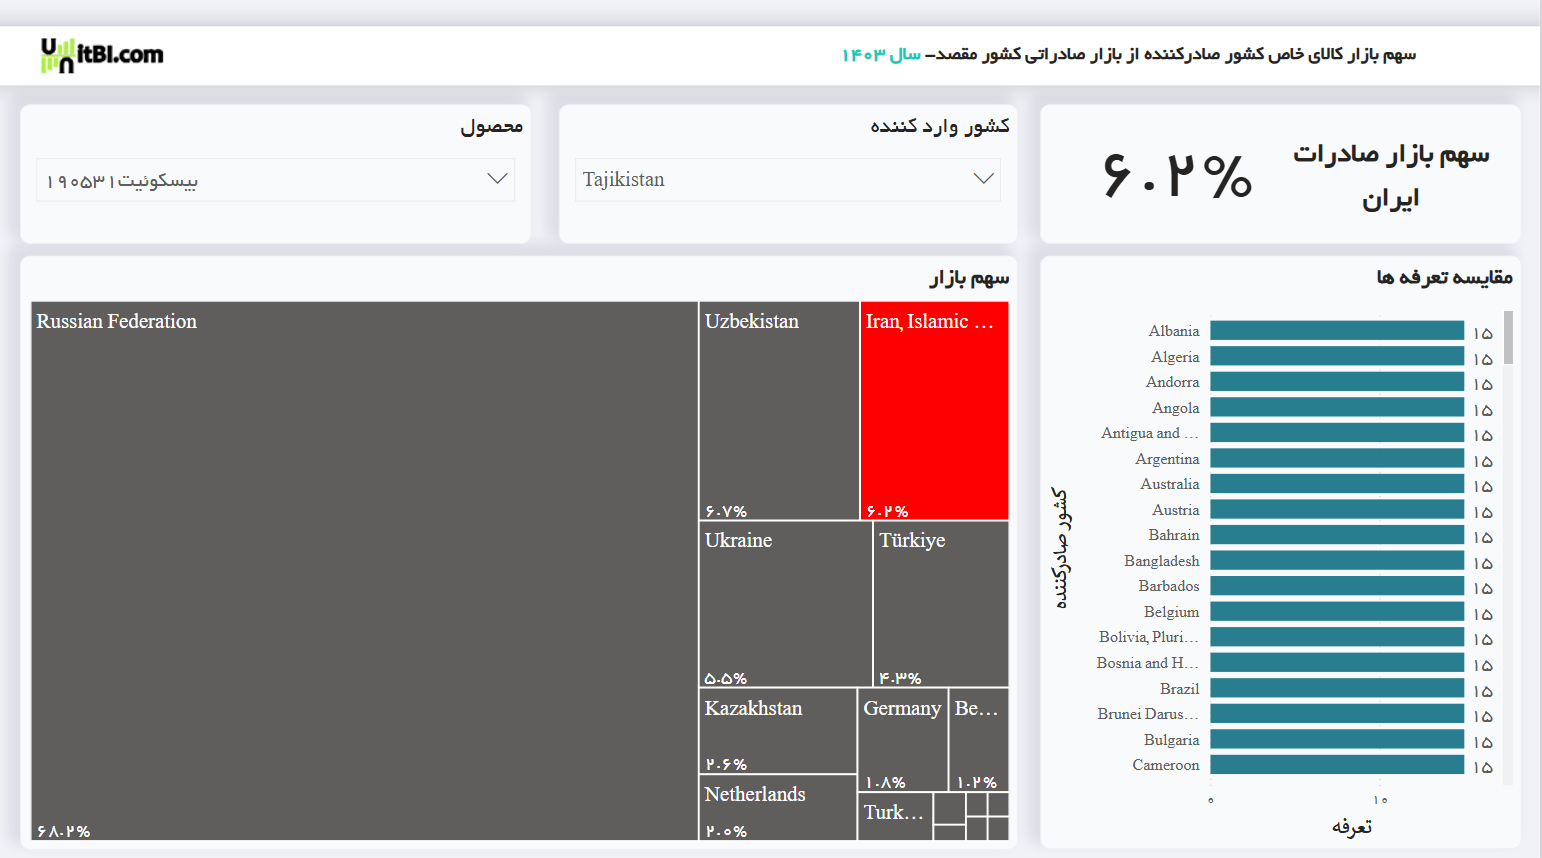 UnitBI.com
سهم بازار کالای خاص کشور صادرکننده از بازار صادراتی کشور مقصد– سال ۱۴۰۳
سهم بازار صادرات
ایران
۶.۲%
کشور وارد کننده
Tajikistan
محصول
بیسکوئیت۱۹۰۵۳۱
سهم بازار
Russian Federation
۶۸.۲%
Uzbekistan
۶.۷%
Iran, Islamic …
۶.۲%
Ukraine
۵.۵%
Türkiye
۴.۳%
Kazakhstan
۲.۶%
Germany
۱.۸%
Be…
۱.۲%
Netherlands
۲.۰%
Turk…
مقایسه تعرفه ها
کشور صادرکننده
Albania ۱۵
Algeria ۱۵
Andorra ۱۵
Angola ۱۵
Antigua and … ۱۵
Argentina ۱۵
Australia ۱۵
Austria ۱۵
Bahrain ۱۵
Bangladesh ۱۵
Barbados ۱۵
Belgium ۱۵
Bolivia, Pluri… ۱۵
Bosnia and H… ۱۵
Brazil ۱۵
Brunei Darus… ۱۵
Bulgaria ۱۵
Cameroon ۱۵
۰ ۱۰
تعرفه